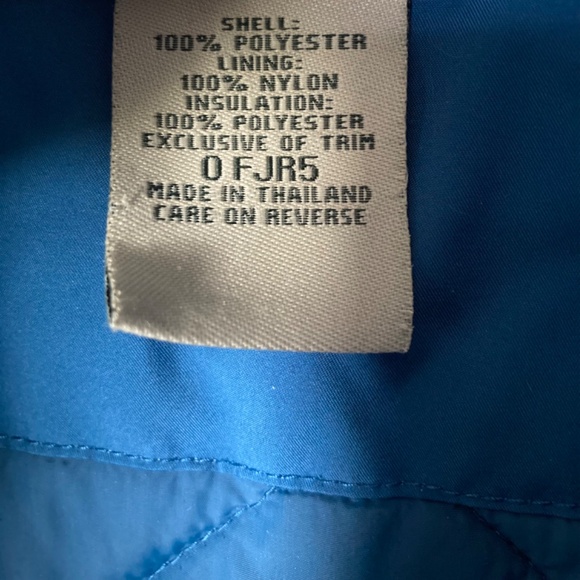 SHELL:
100% POLYESTER
LINING:
100% NYLON
INSULATION:
100% POLYESTER
EXCLUSIVE OF TRIM
0 FJR5
MADE IN THAILAND
CARE ON REVERSE